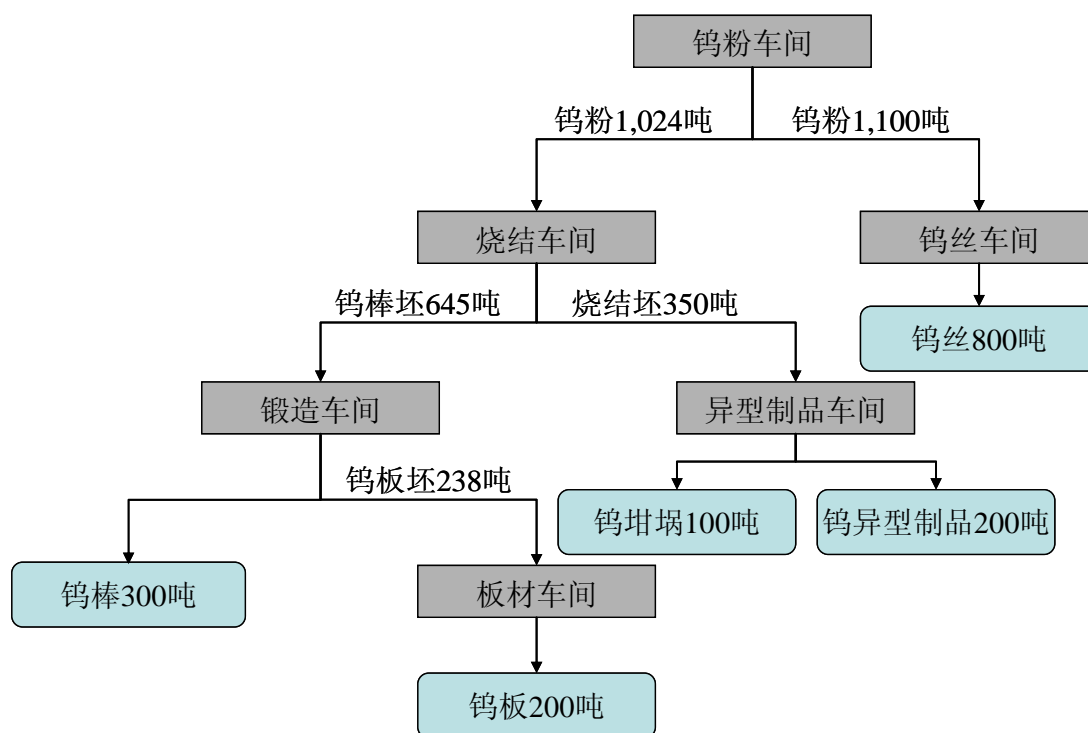 钨粉车间
钨粉1,024吨
钨粉1,100吨
烧结车间
钨丝车间
钨棒坯645吨
烧结坯350吨
钨丝800吨
锻造车间
异型制品车间
钨板坯238吨
钨坩埚100吨
钨异型制品200吨
钨棒300吨
板材车间
钨板200吨